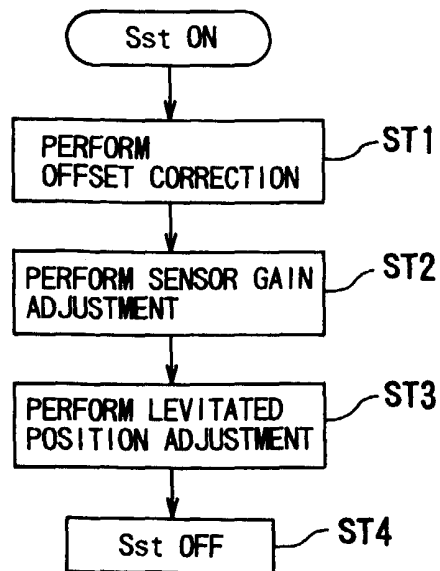 Sst ON
PERFORM
OFFSET CORRECTION
ST1
PERFORM SENSOR GAIN
ADJUSTMENT
ST2
PERFORM LEVITATED
POSITION ADJUSTMENT
ST3
Sst OFF
ST4